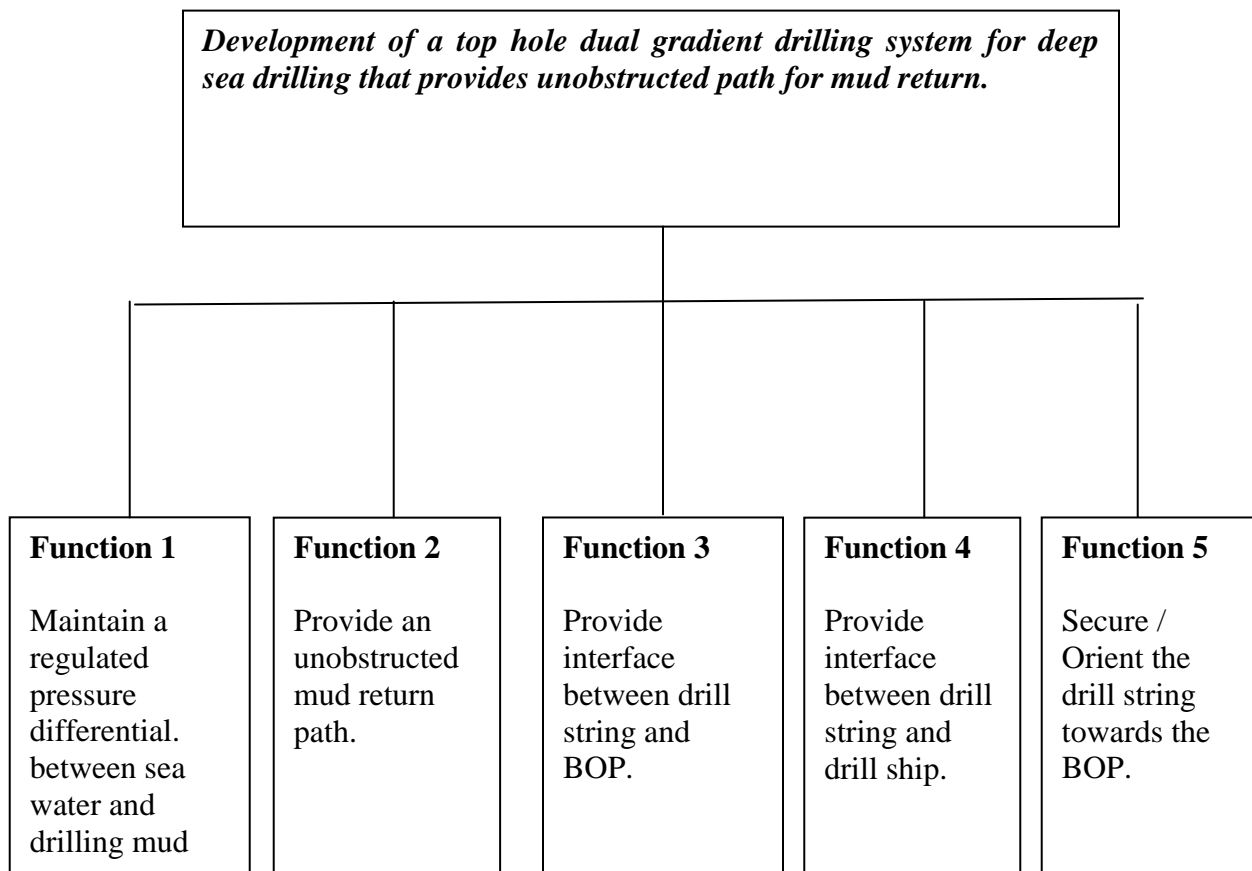 Development of a top hole dual gradient drilling system for deep
sea drilling that provides unobstructed path for mud return.
Function 1
Maintain a
regulated
pressure
differential.
between sea
water and
drilling mud
Function 2
Provide an
unobstructed
mud return
path.
Function 3
Provide
interface
between drill
string and
BOP.
Function 4
Provide
interface
between drill
string and
drill ship.
Function 5
Secure /
Orient the
drill string
towards the
BOP.